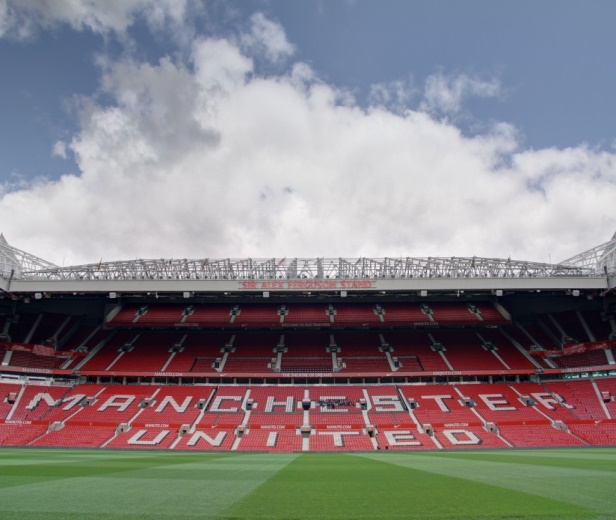 SIR ALEX FERGUSON STAND
MANCHESTER
UNITED